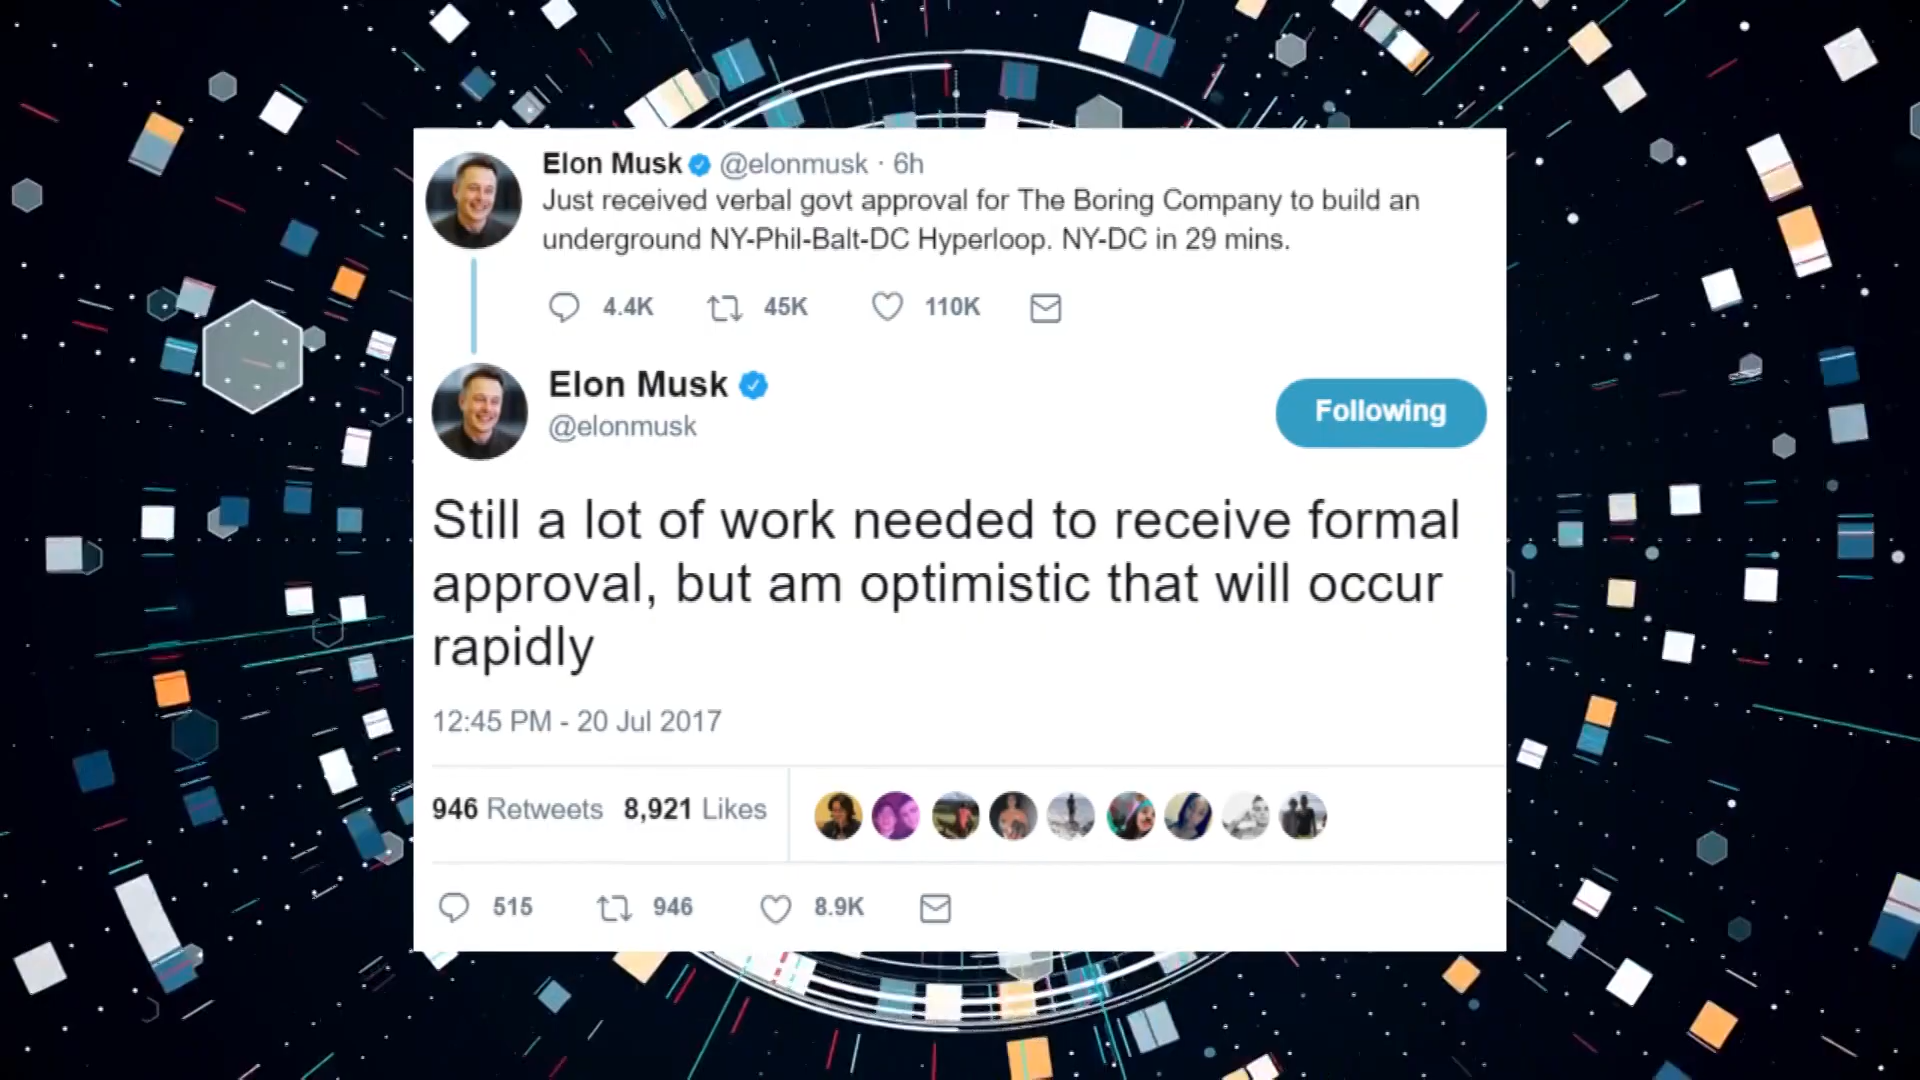 Elon Musk @elonmusk · 6h
Just received verbal govt approval for The Boring Company to build an
underground NY-Phil-Balt-DC Hyperloop. NY-DC in 29 mins.
4.4K 45K 110K
Elon Musk
@elonmusk
Following
Still a lot of work needed to receive formal
approval, but am optimistic that will occur
rapidly
12:45 PM - 20 Jul 2017
946 Retweets 8,921 Likes
515 946 8.9K